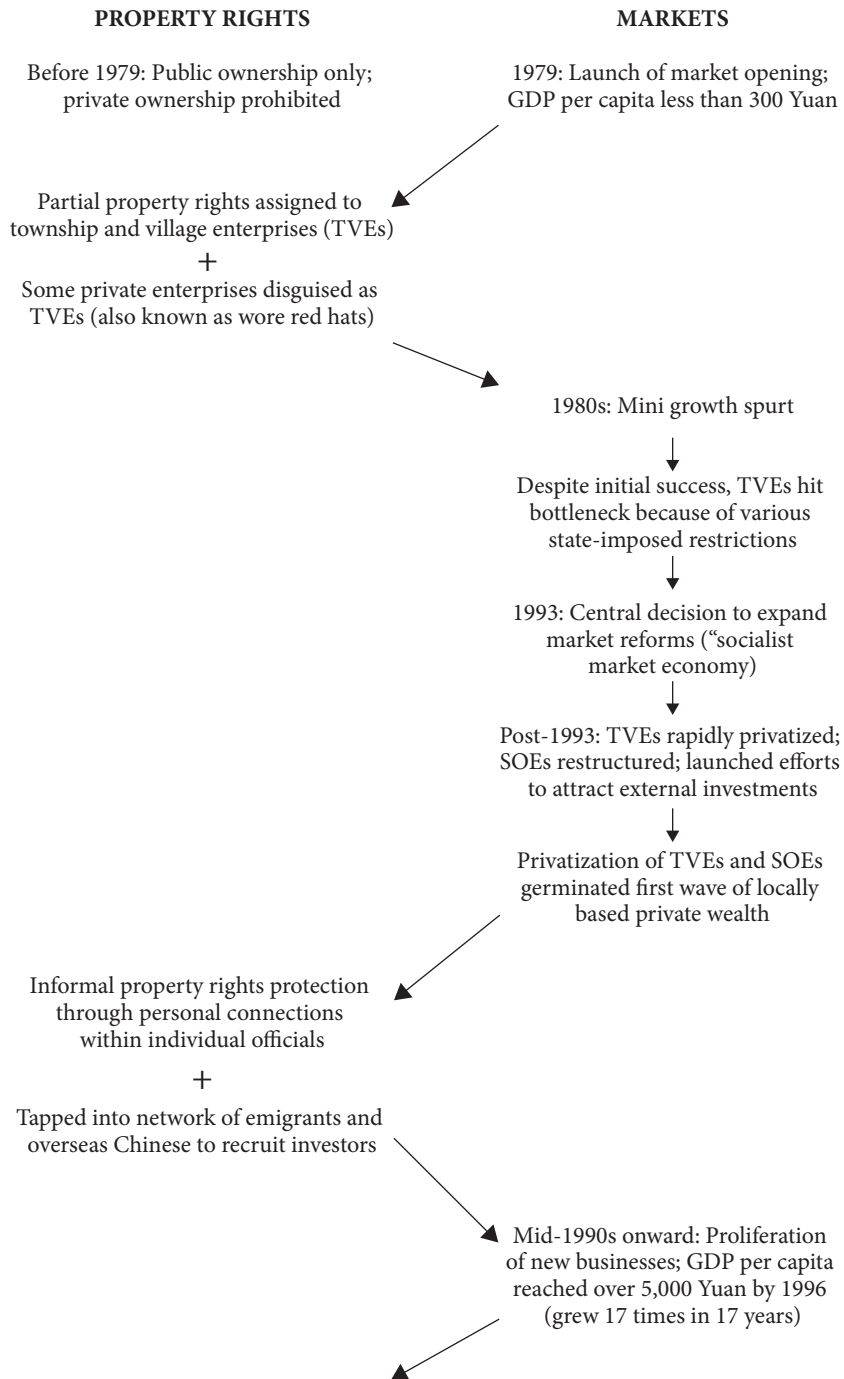 PROPERTY RIGHTS
MARKETS
Before 1979: Public ownership only;
private ownership prohibited
1979: Launch of market opening;
GDP per capita less than 300 Yuan
Partial property rights assigned to
township and village enterprises (TVEs)
+
Some private enterprises disguised as
TVEs (also known as wore red hats)
1980s: Mini growth spurt
Despite initial success, TVEs hit
bottleneck because of various
state-imposed restrictions
1993: Central decision to expand
market reforms (“socialist
market economy)
Post-1993: TVEs rapidly privatized;
SOEs restructured; launched efforts
to attract external investments
Privatization of TVEs and SOEs
germinated first wave of locally
based private wealth
Informal property rights protection
through personal connections
within individual officials
+
Tapped into network of emigrants and
overseas Chinese to recruit investors
Mid-1990s onward: Proliferation
of new businesses; GDP per capita
reached over 5,000 Yuan by 1996
(grew 17 times in 17 years)